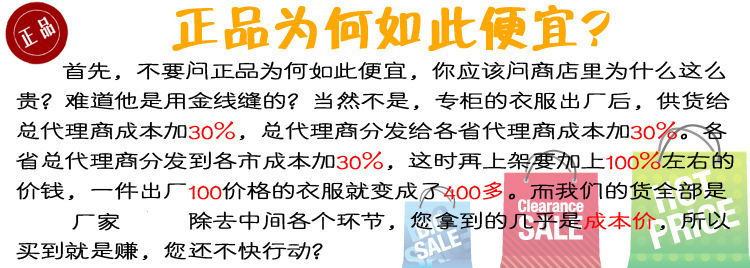 正品
正品为何如此便宜?
首先，不要问正品为何如此便宜，你应该问商店里为什么这么
贵？难道他是用金线缝的？当然不是，专柜的衣服出厂后，供货给
总代理商成本加30%，总代理商分发给各省代理商成本加30%。各
省总代理商分发到各市成本加30%，这时再上架要加上100%左右的
价钱，一件出厂100价格的衣服就变成了400多。而我们的货全部是
厂家 除去中间各个环节，您拿到的几乎是成本价，所以
买到就是赚，您还不快行动?
SALE
Clearance
SALE
HOT
PRICE